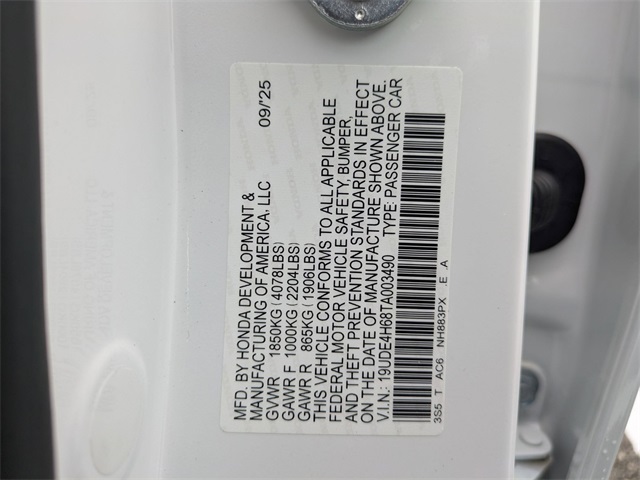 MFD. BY HONDA DEVELOPMENT & 09/'25
MANUFACTURING OF AMERICA, LLC
GVWR 1850KG (4078LBS)
GAWR F 1000KG (2204LBS)
GAWR R 865KG (1906LBS)
THIS VEHICLE CONFORMS TO ALL APPLICABLE
FEDERAL MOTOR VEHICLE SAFETY, BUMPER,
AND THEFT PREVENTION STANDARDS IN EFFECT
ON THE DATE OF MANUFACTURE SHOWN ABOVE.
V.I.N.: 19UDE4H68TA003490 TYPE: PASSENGER CAR
3S5 T AC6 NH883PX .E A